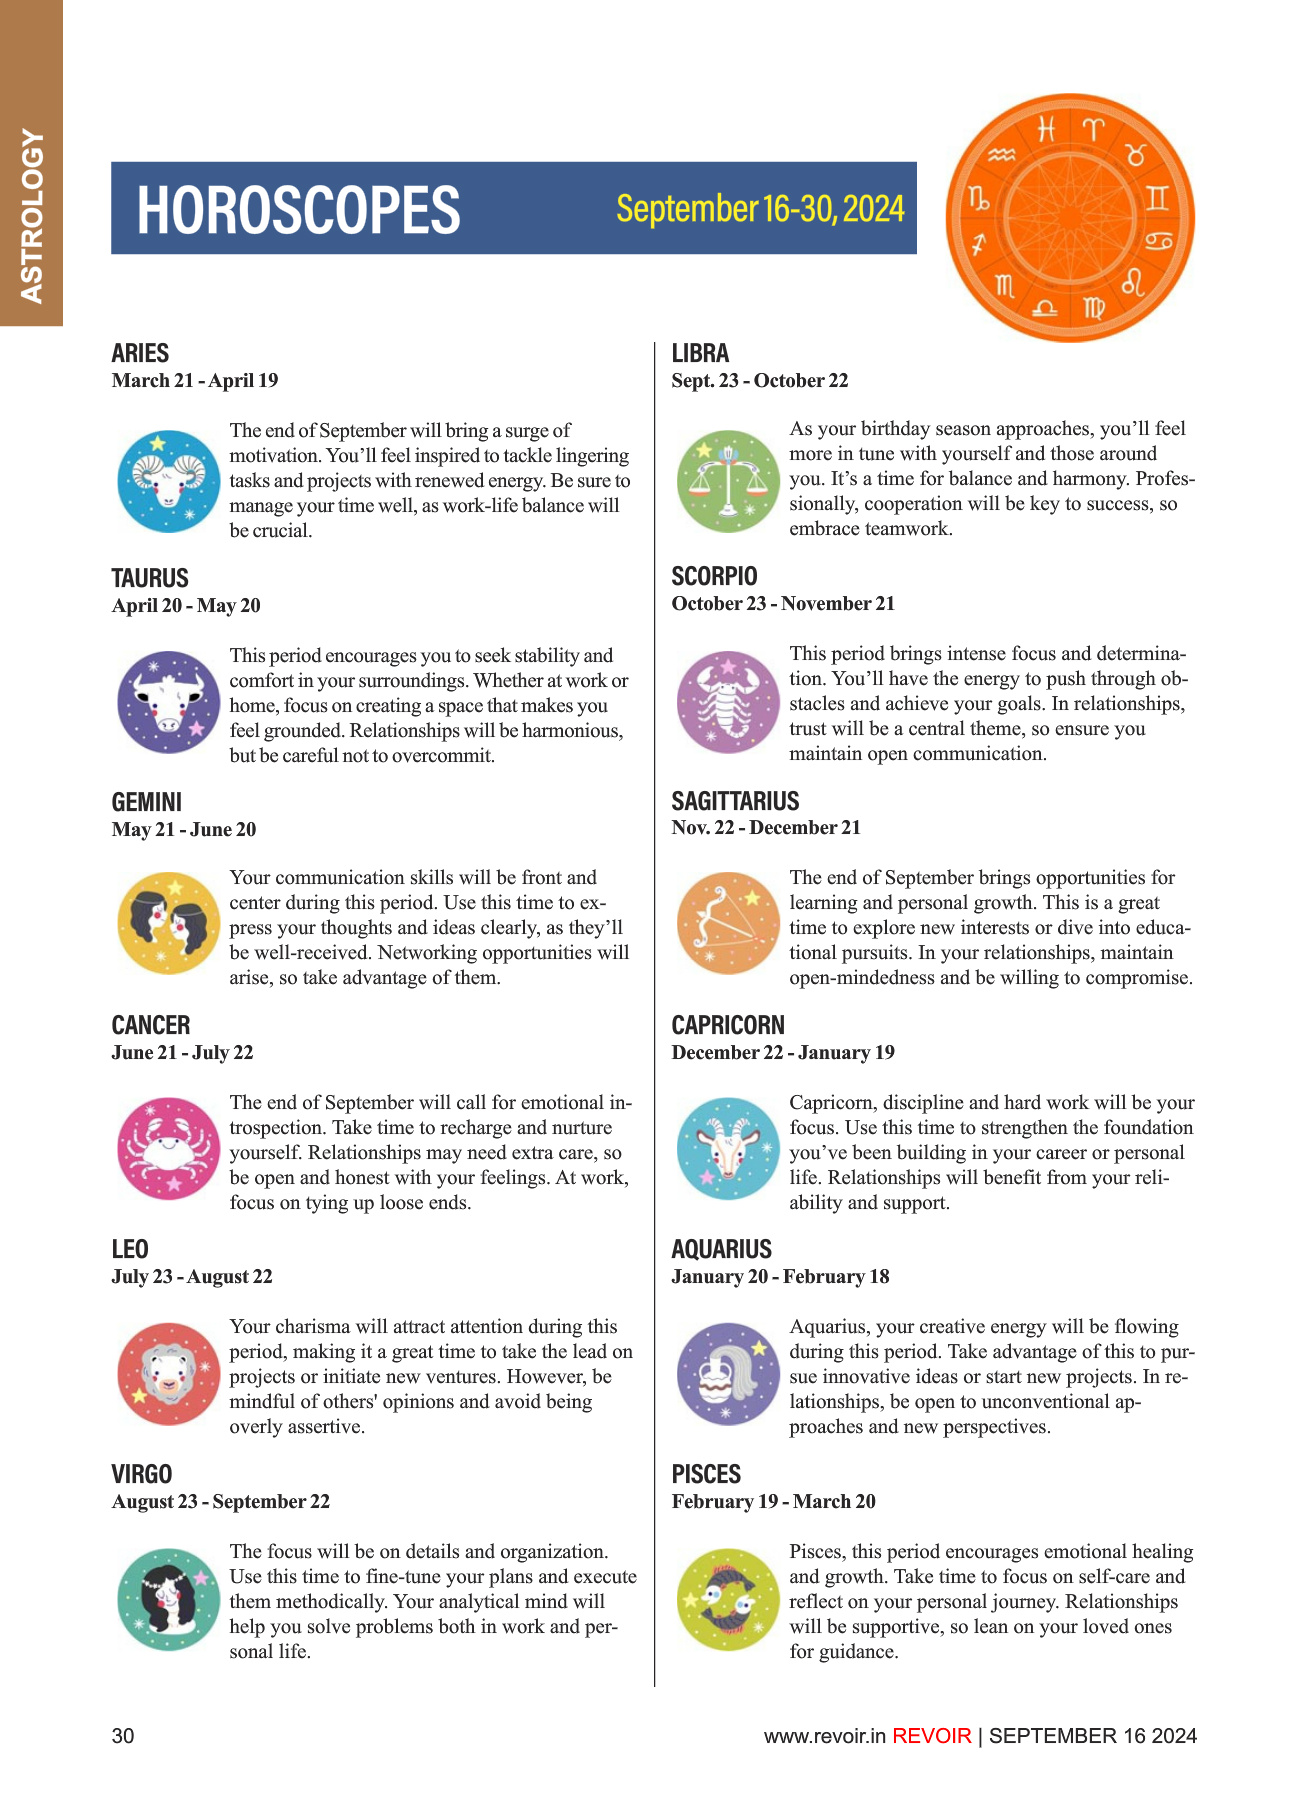 ASTROLOGY
HOROSCOPES
September 16-30, 2024
ARIES
March 21 - April 19
The end of September will bring a surge of
motivation. You’ll feel inspired to tackle lingering
tasks and projects with renewed energy. Be sure to
manage your time well, as work-life balance will
be crucial.
TAURUS
April 20 - May 20
This period encourages you to seek stability and
comfort in your surroundings. Whether at work or
home, focus on creating a space that makes you
feel grounded. Relationships will be harmonious,
but be careful not to overcommit.
GEMINI
May 21 - June 20
Your communication skills will be front and
center during this period. Use this time to ex-
press your thoughts and ideas clearly, as they’ll
be well-received. Networking opportunities will
arise, so take advantage of them.
CANCER
June 21 - July 22
The end of September will call for emotional in-
trospection. Take time to recharge and nurture
yourself. Relationships may need extra care, so
be open and honest with your feelings. At work,
focus on tying up loose ends.
LEO
July 23 - August 22
Your charisma will attract attention during this
period, making it a great time to take the lead on
projects or initiate new ventures. However, be
mindful of others' opinions and avoid being
overly assertive.
VIRGO
August 23 - September 22
The focus will be on details and organization.
Use this time to fine-tune your plans and execute
them methodically. Your analytical mind will
help you solve problems both in work and per-
sonal life.
LIBRA
Sept. 23 - October 22
As your birthday season approaches, you’ll feel
more in tune with yourself and those around
you. It’s a time for balance and harmony. Profes-
sionally, cooperation will be key to success, so
embrace teamwork.
SCORPIO
October 23 - November 21
This period brings intense focus and determina-
tion. You’ll have the energy to push through ob-
stacles and achieve your goals. In relationships,
trust will be a central theme, so ensure you
maintain open communication.
SAGITTARIUS
Nov. 22 - December 21
The end of September brings opportunities for
learning and personal growth. This is a great
time to explore new interests or dive into educa-
tional pursuits. In your relationships, maintain
open-mindedness and be willing to compromise.
CAPRICORN
December 22 - January 19
Capricorn, discipline and hard work will be your
focus. Use this time to strengthen the foundation
you’ve been building in your career or personal
life. Relationships will benefit from your reli-
ability and support.
AQUARIUS
January 20 - February 18
Aquarius, your creative energy will be flowing
during this period. Take advantage of this to pur-
sue innovative ideas or start new projects. In re-
lationships, be open to unconventional ap-
proaches and new perspectives.
PISCES
February 19 - March 20
Pisces, this period encourages emotional healing
and growth. Take time to focus on self-care and
reflect on your personal journey. Relationships
will be supportive, so lean on your loved ones
for guidance.
30
www.revoir.in REVOIR | SEPTEMBER 16 2024